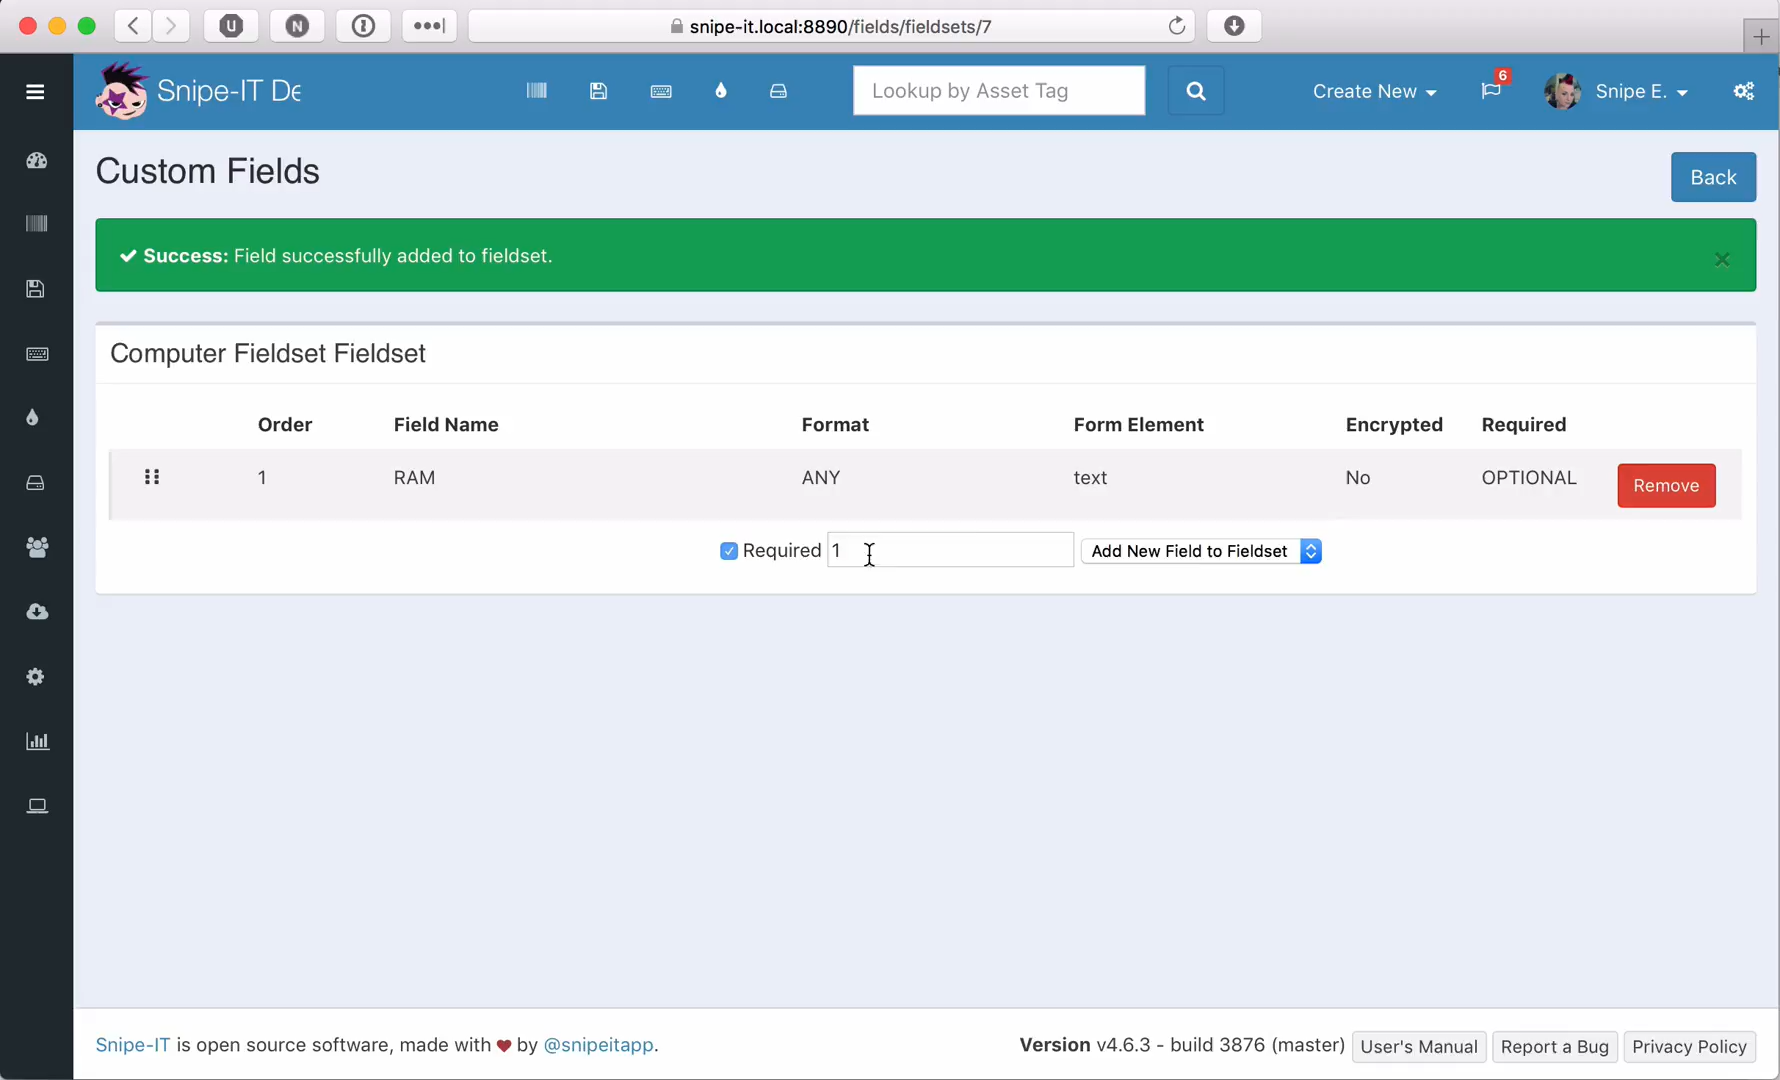 snipe-it.local:8890/fields/fieldsets/7
U
N
Snipe-IT De
Lookup by Asset Tag
Create New
6
Snipe E.
Custom Fields
Back
Success: Field successfully added to fieldset.
Computer Fieldset Fieldset
Order Field Name Format Form Element Encrypted Required
1 RAM ANY text No OPTIONAL Remove
Required 1 Add New Field to Fieldset
Snipe-IT is open source software, made with ❤ by @snipeitapp.
Version v4.6.3 - build 3876 (master) User's Manual Report a Bug Privacy Policy